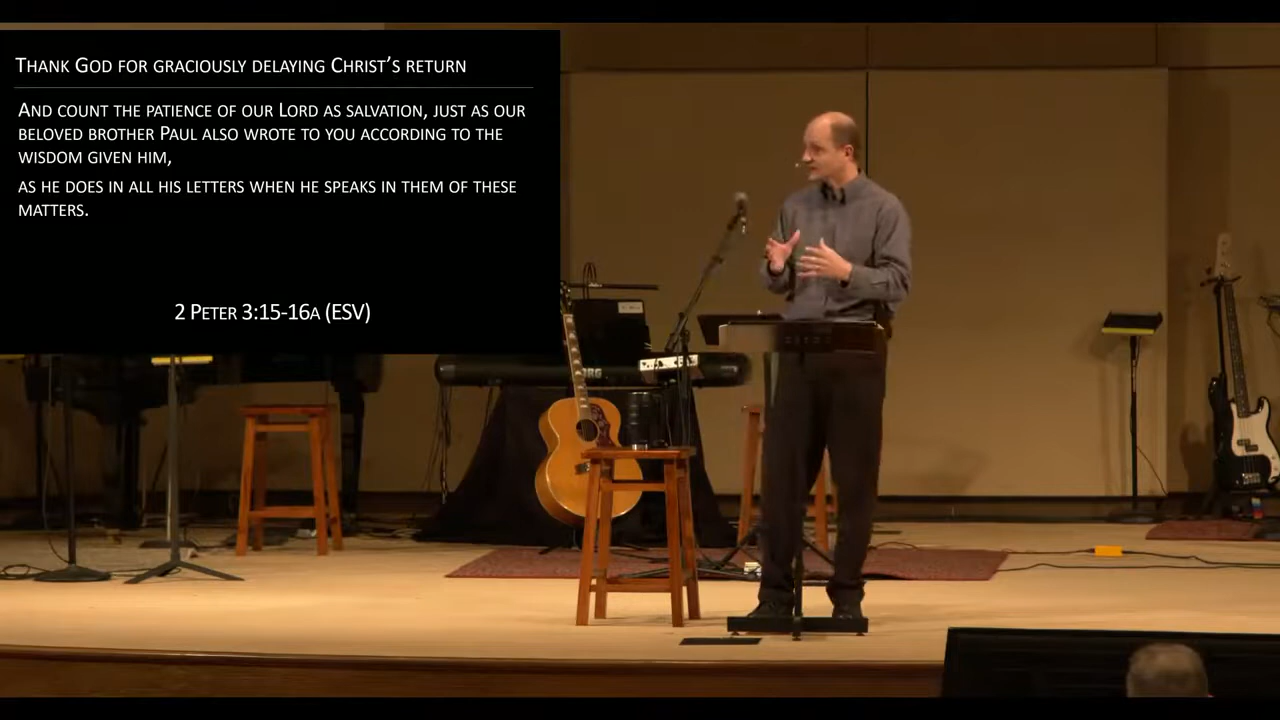 Thank God for graciously delaying Christ's return
And count the patience of our Lord as salvation, just as our
beloved brother Paul also wrote to you according to the
wisdom given him,
as he does in all his letters when he speaks in them of these
matters.
2 Peter 3:15-16a (ESV)
KORG